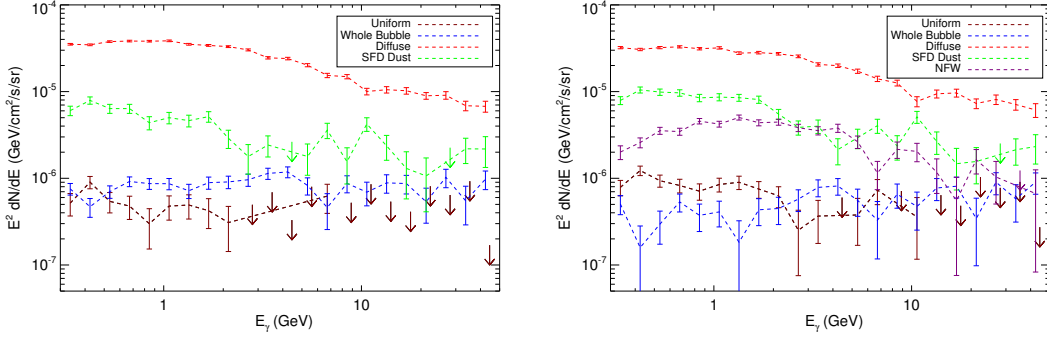 10⁻⁴
10⁻⁵
10⁻⁶
10⁻⁷
E² dN/dE (GeV/cm²/s/sr)
Uniform
Whole Bubble
Diffuse
SFD Dust
1
10
E_γ (GeV)
10⁻⁴
10⁻⁵
10⁻⁶
10⁻⁷
E² dN/dE (GeV/cm²/s/sr)
Uniform
Whole Bubble
Diffuse
SFD Dust
NFW
1
10
E_γ (GeV)